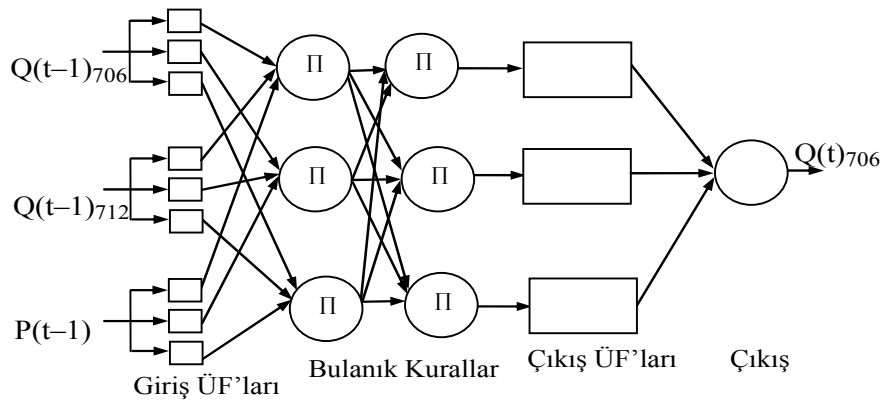 Q(t–1)706
Q(t–1)712
P(t–1)
Π Π
Π Π
Π Π
Q(t)706
Giriş ÜF'ları
Bulanık Kurallar
Çıkış ÜF'ları
Çıkış